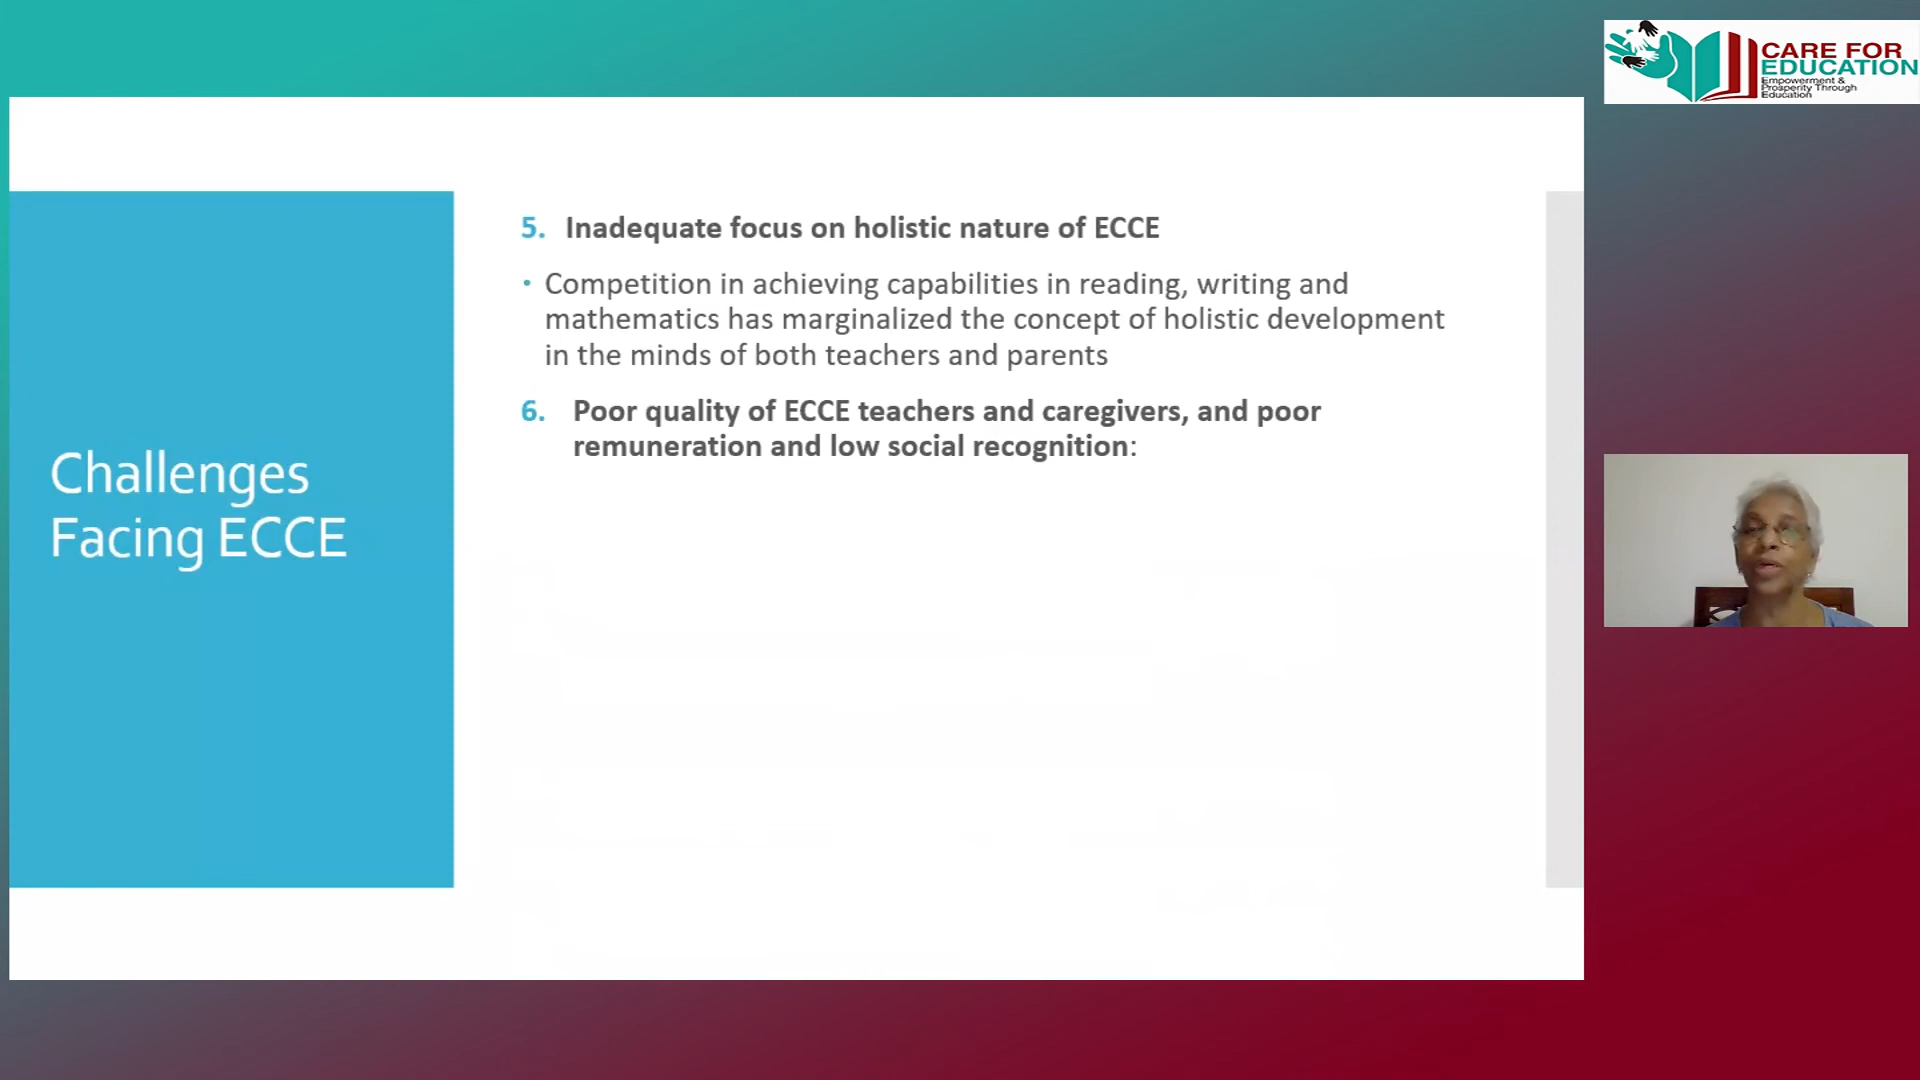 CARE FOR
EDUCATION
Empowerment &
Prosperity Through
Education
Challenges
Facing ECCE
5. Inadequate focus on holistic nature of ECCE
• Competition in achieving capabilities in reading, writing and
mathematics has marginalized the concept of holistic development
in the minds of both teachers and parents
6. Poor quality of ECCE teachers and caregivers, and poor
remuneration and low social recognition: